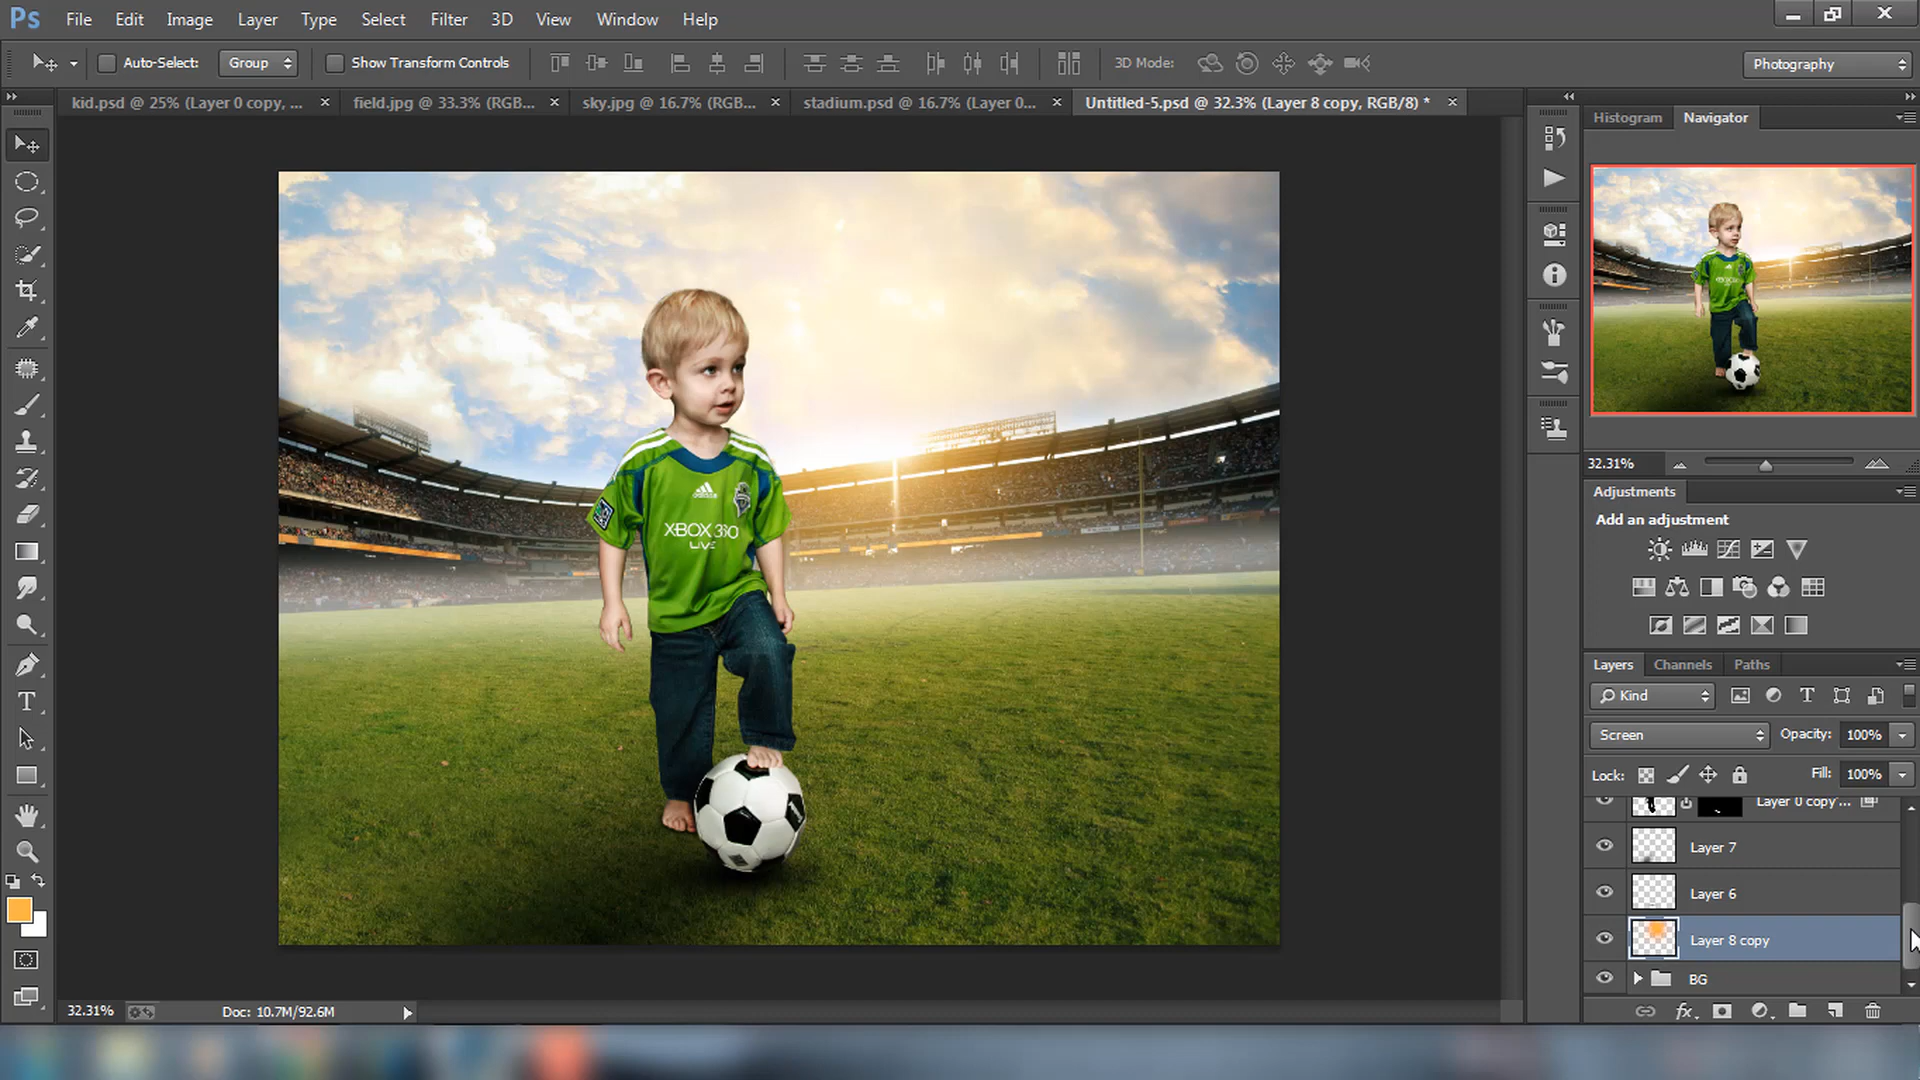 Ps File Edit Image Layer Type Select Filter 3D View Window Help
Auto-Select: Group Show Transform Controls 3D Mode: Photography
kid.psd @ 25% (Layer 0 copy, ... field.jpg @ 33.3% (RGB... sky.jpg @ 16.7% (RGB... stadium.psd @ 16.7% (Layer 0... Untitled-5.psd @ 32.3% (Layer 8 copy, RGB/8) *
Histogram Navigator
32.31%
Adjustments
Add an adjustment
Layers Channels Paths
Kind
Screen Opacity: 100%
Lock: Fill: 100%
Layer 0 copy...
Layer 7
Layer 6
Layer 8 copy
BG
adidas
XBOX 360
LIVE
32.31% Doc: 10.7M/92.6M